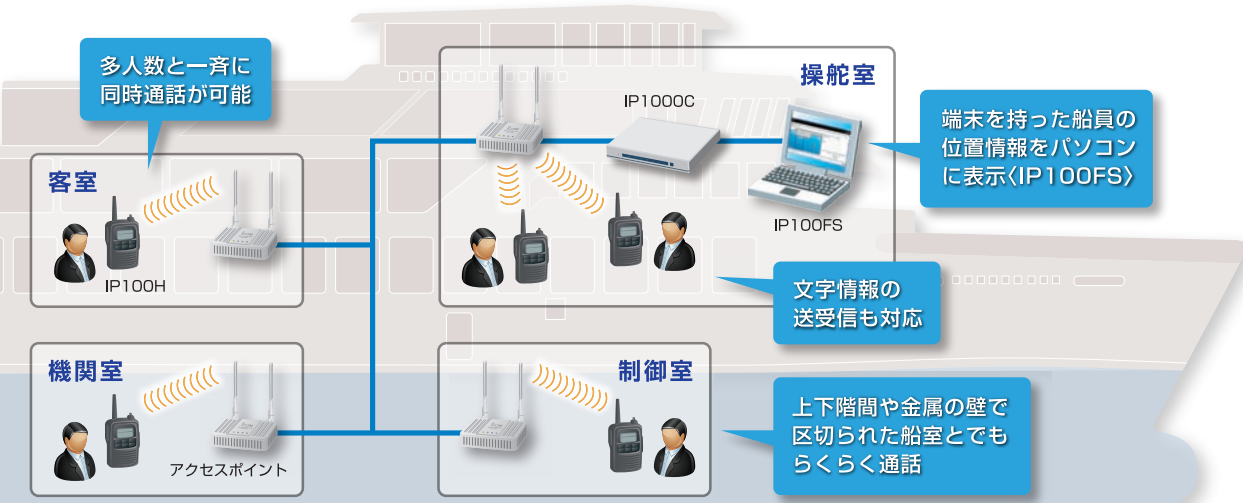 多人数と一斉に
同時通話が可能
操舵室
IP1000C
端末を持った船員の
位置情報をパソコン
に表示〈IP100FS〉
IP100FS
客室
IP100H
文字情報の
送受信も対応
機関室
アクセスポイント
制御室
上下階間や金属の壁で
区切られた船室とでも
らくらく通話